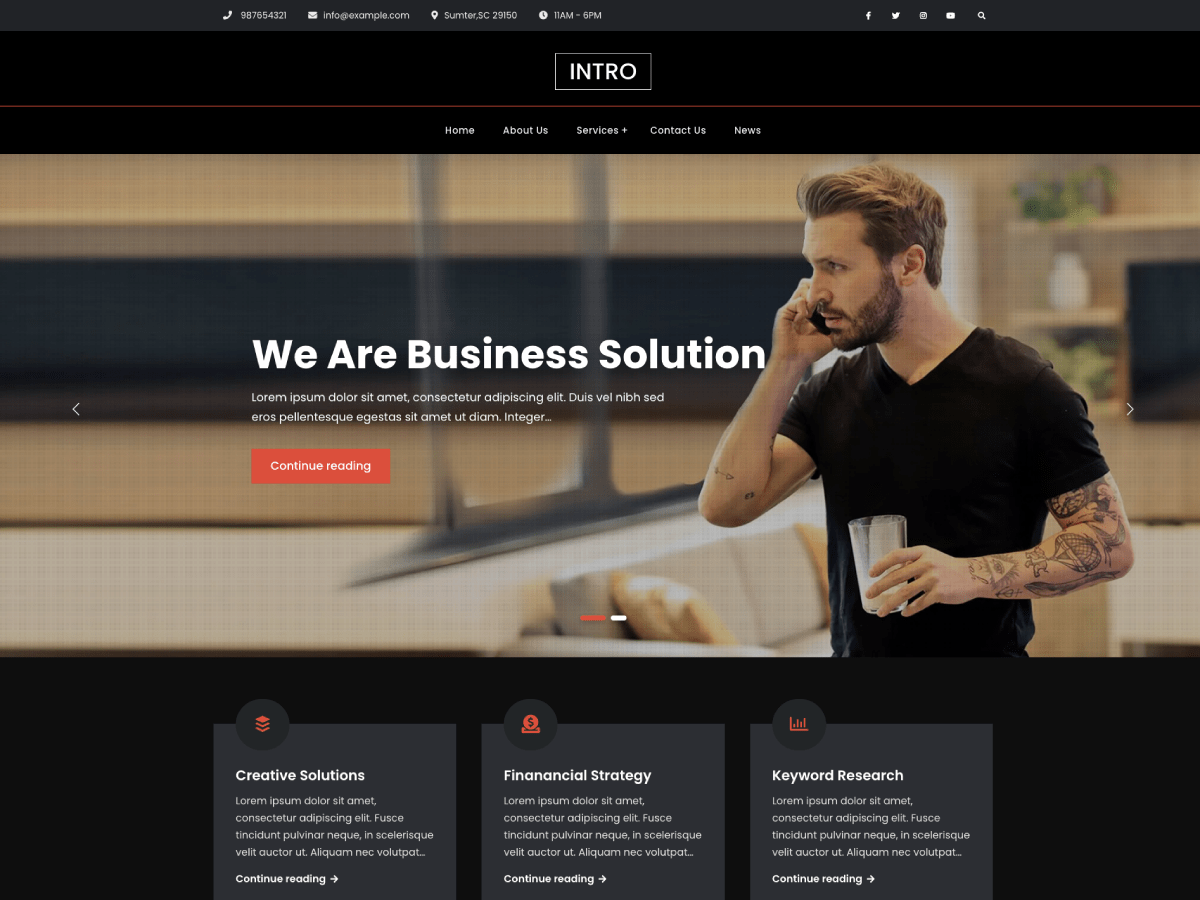 987654321 info@example.com Sumter,SC 29150 11AM - 6PM
INTRO
Home About Us Services + Contact Us News
We Are Business Solution
Lorem ipsum dolor sit amet, consectetur adipiscing elit. Duis vel nibh sed
eros pellentesque egestas sit amet ut diam. Integer...
Continue reading
Creative Solutions
Lorem ipsum dolor sit amet,
consectetur adipiscing elit. Fusce
tincidunt pulvinar neque, in scelerisque
velit auctor ut. Aliquam nec volutpat...
Continue reading →
Finanancial Strategy
Lorem ipsum dolor sit amet,
consectetur adipiscing elit. Fusce
tincidunt pulvinar neque, in scelerisque
velit auctor ut. Aliquam nec volutpat...
Continue reading →
Keyword Research
Lorem ipsum dolor sit amet,
consectetur adipiscing elit. Fusce
tincidunt pulvinar neque, in scelerisque
velit auctor ut. Aliquam nec volutpat...
Continue reading →